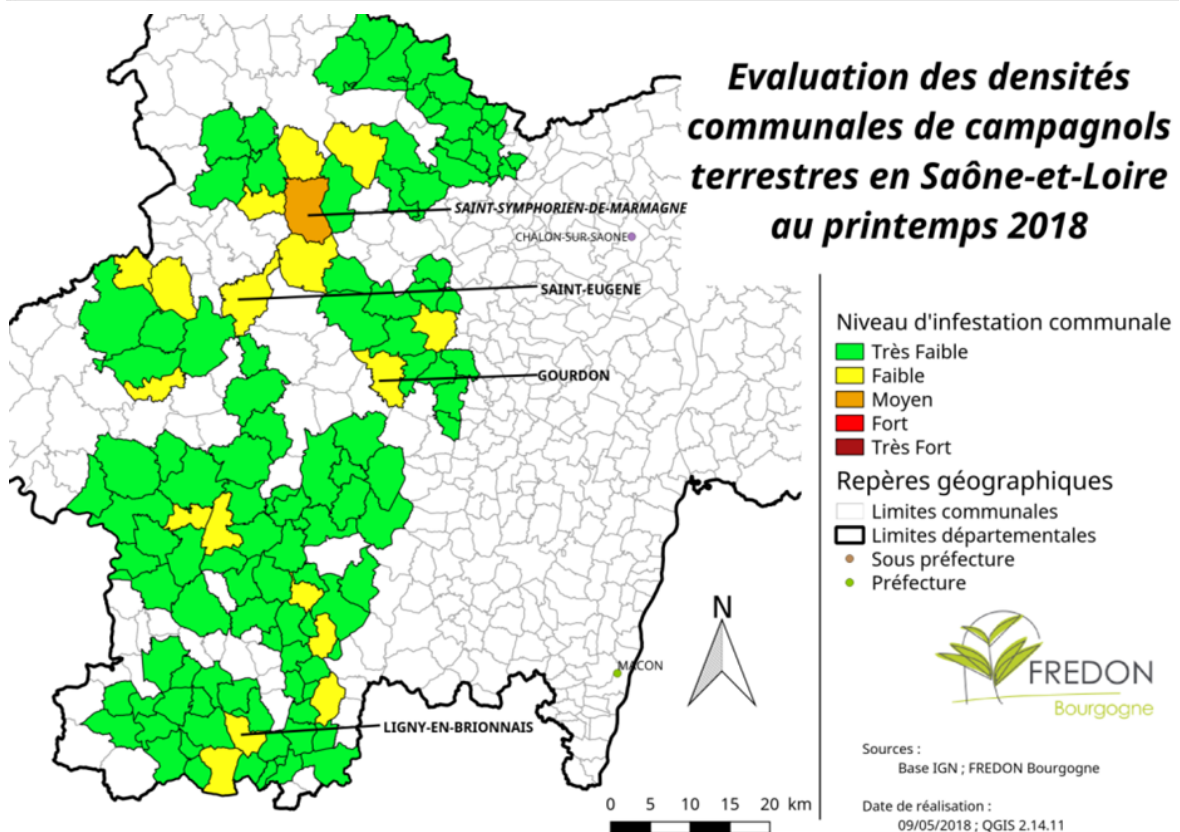 Evaluation des densités
communales de campagnols
terrestres en Saône-et-Loire
au printemps 2018
SAINT-SYMPHORIEN-DE-MARMAGNE
CHALON-SUR-SAONE
SAINT-EUGENE
GOURDON
LIGNY-EN-BRIONNAIS
MACON
Niveau d'infestation communale
Très Faible
Faible
Moyen
Fort
Très Fort
Repères géographiques
Limites communales
Limites départementales
Sous préfecture
Préfecture
N
FREDON
Bourgogne
Sources :
Base IGN ; FREDON Bourgogne
Date de réalisation :
09/05/2018 ; QGIS 2.14.11
0 5 10 15 20 km